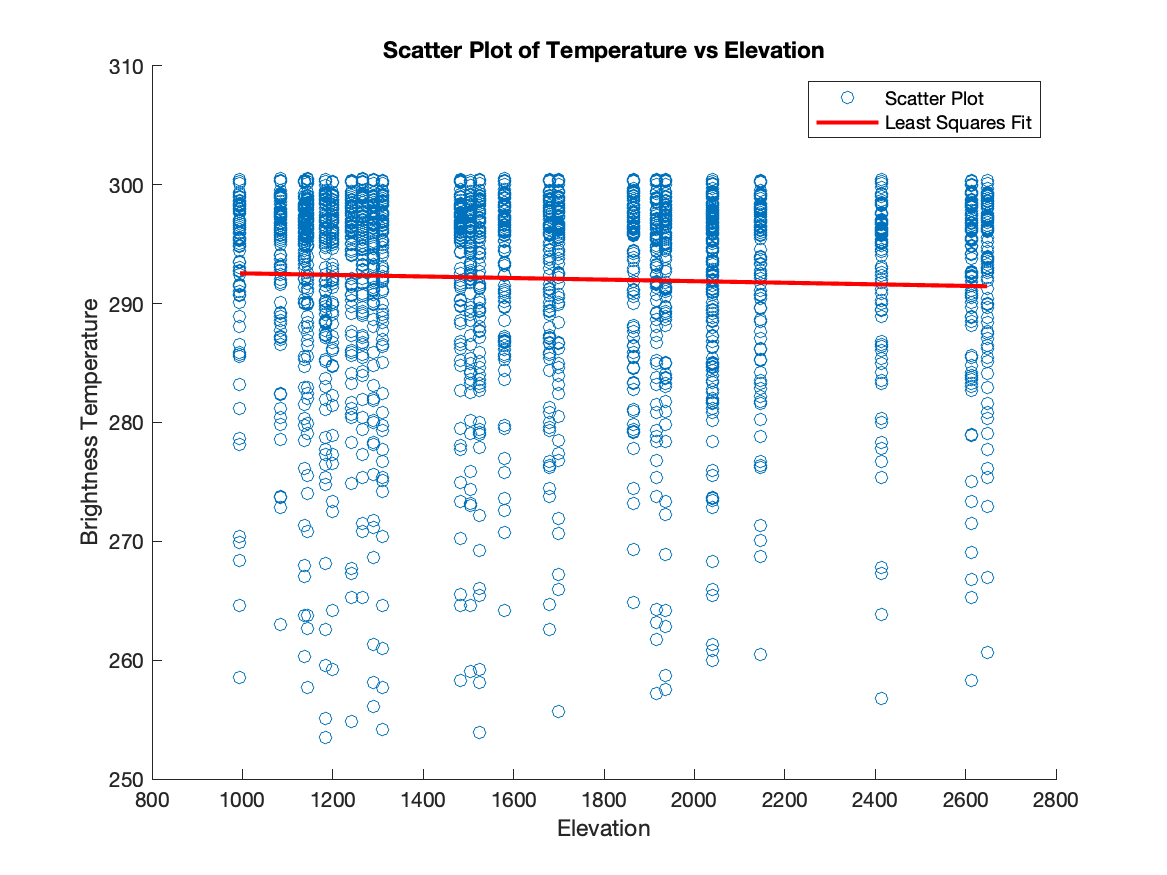 Scatter Plot of Temperature vs Elevation
310
Scatter Plot
Least Squares Fit
300
290
280
270
260
250
Brightness Temperature
800 1000 1200 1400 1600 1800 2000 2200 2400 2600 2800
Elevation